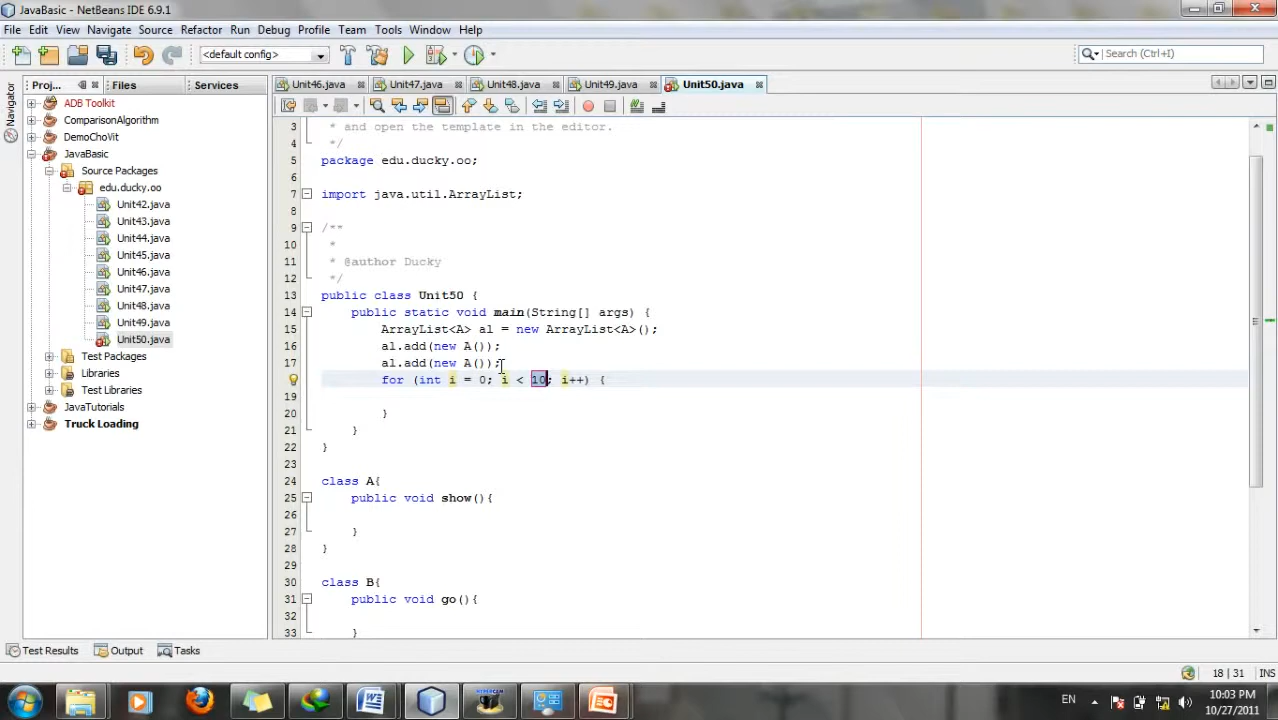 JavaBasic - NetBeans IDE 6.9.1
File Edit View Navigate Source Refactor Run Debug Profile Team Tools Window Help
<default config>
Search (Ctrl+I)
Proj... Files Services
Unit46.java Unit47.java Unit48.java Unit49.java Unit50.java
Navigator
ADB Toolkit
ComparisonAlgorithm
DemoChoVit
JavaBasic
Source Packages
edu.ducky.oo
Unit42.java
Unit43.java
Unit44.java
Unit45.java
Unit46.java
Unit47.java
Unit48.java
Unit49.java
Unit50.java
Test Packages
Libraries
Test Libraries
JavaTutorials
Truck Loading
3 * and open the template in the editor.
4 */
5 package edu.ducky.oo;
6
7 import java.util.ArrayList;
8
9 /**
10 *
11 * @author Ducky
12 */
13 public class Unit50 {
14 public static void main(String[] args) {
15 ArrayList<A> al = new ArrayList<A>();
16 al.add(new A());
17 al.add(new A());
for (int i = 0; i < 10; i++) {
19
20 }
21 }
22 }
23
24 class A{
25 public void show(){
26
27 }
28 }
29
30 class B{
31 public void go(){
32
33 }
Test Results Output Tasks
18 | 31 INS
EN
10:03 PM
10/27/2011